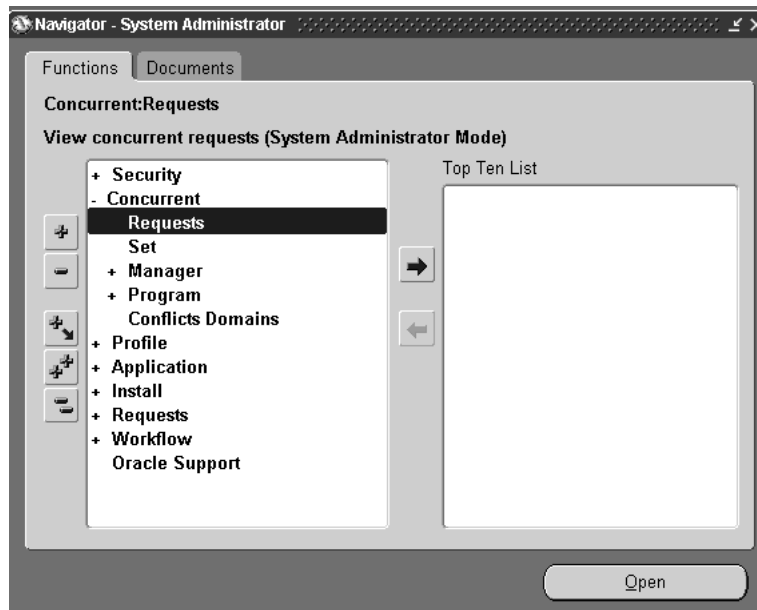 Navigator - System Administrator
Functions Documents
Concurrent:Requests
View concurrent requests (System Administrator Mode)
Top Ten List
+ Security
- Concurrent
Requests
Set
+ Manager
+ Program
Conflicts Domains
+ Profile
+ Application
+ Install
+ Requests
+ Workflow
Oracle Support
Open